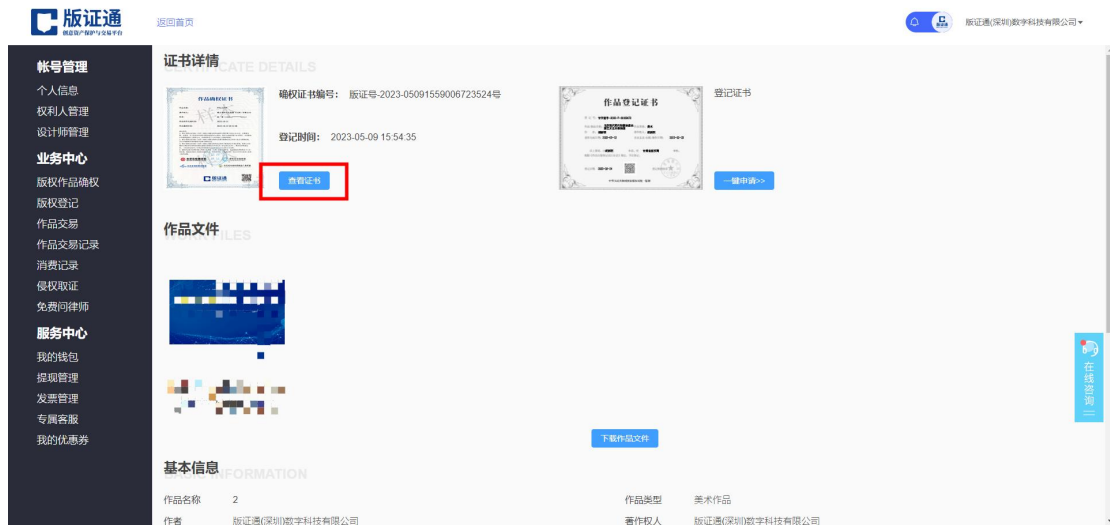 版证通
创意资产保护与交易平台
返回首页
版证通(深圳)数字科技有限公司
帐号管理
个人信息
权利人管理
设计师管理
业务中心
版权作品确权
版权登记
作品交易
作品交易记录
消费记录
侵权取证
免费问律师
服务中心
我的钱包
提现管理
发票管理
专属客服
我的优惠券
证书详情
CERTIFICATE DETAILS
作品确权证书
版证通
确权证书编号： 版证号-2023-05091559006723524号
登记时间： 2023-05-09 15:54:35
查看证书
作品登记证书
登记证书
一键申请>>
作品文件
WORK FILES
下载作品文件
基本信息
BASIC INFORMATION
作品名称 2
作品类型 美术作品
作者 版证通(深圳)数字科技有限公司
著作权人 版证通(深圳)数字科技有限公司
在线咨询